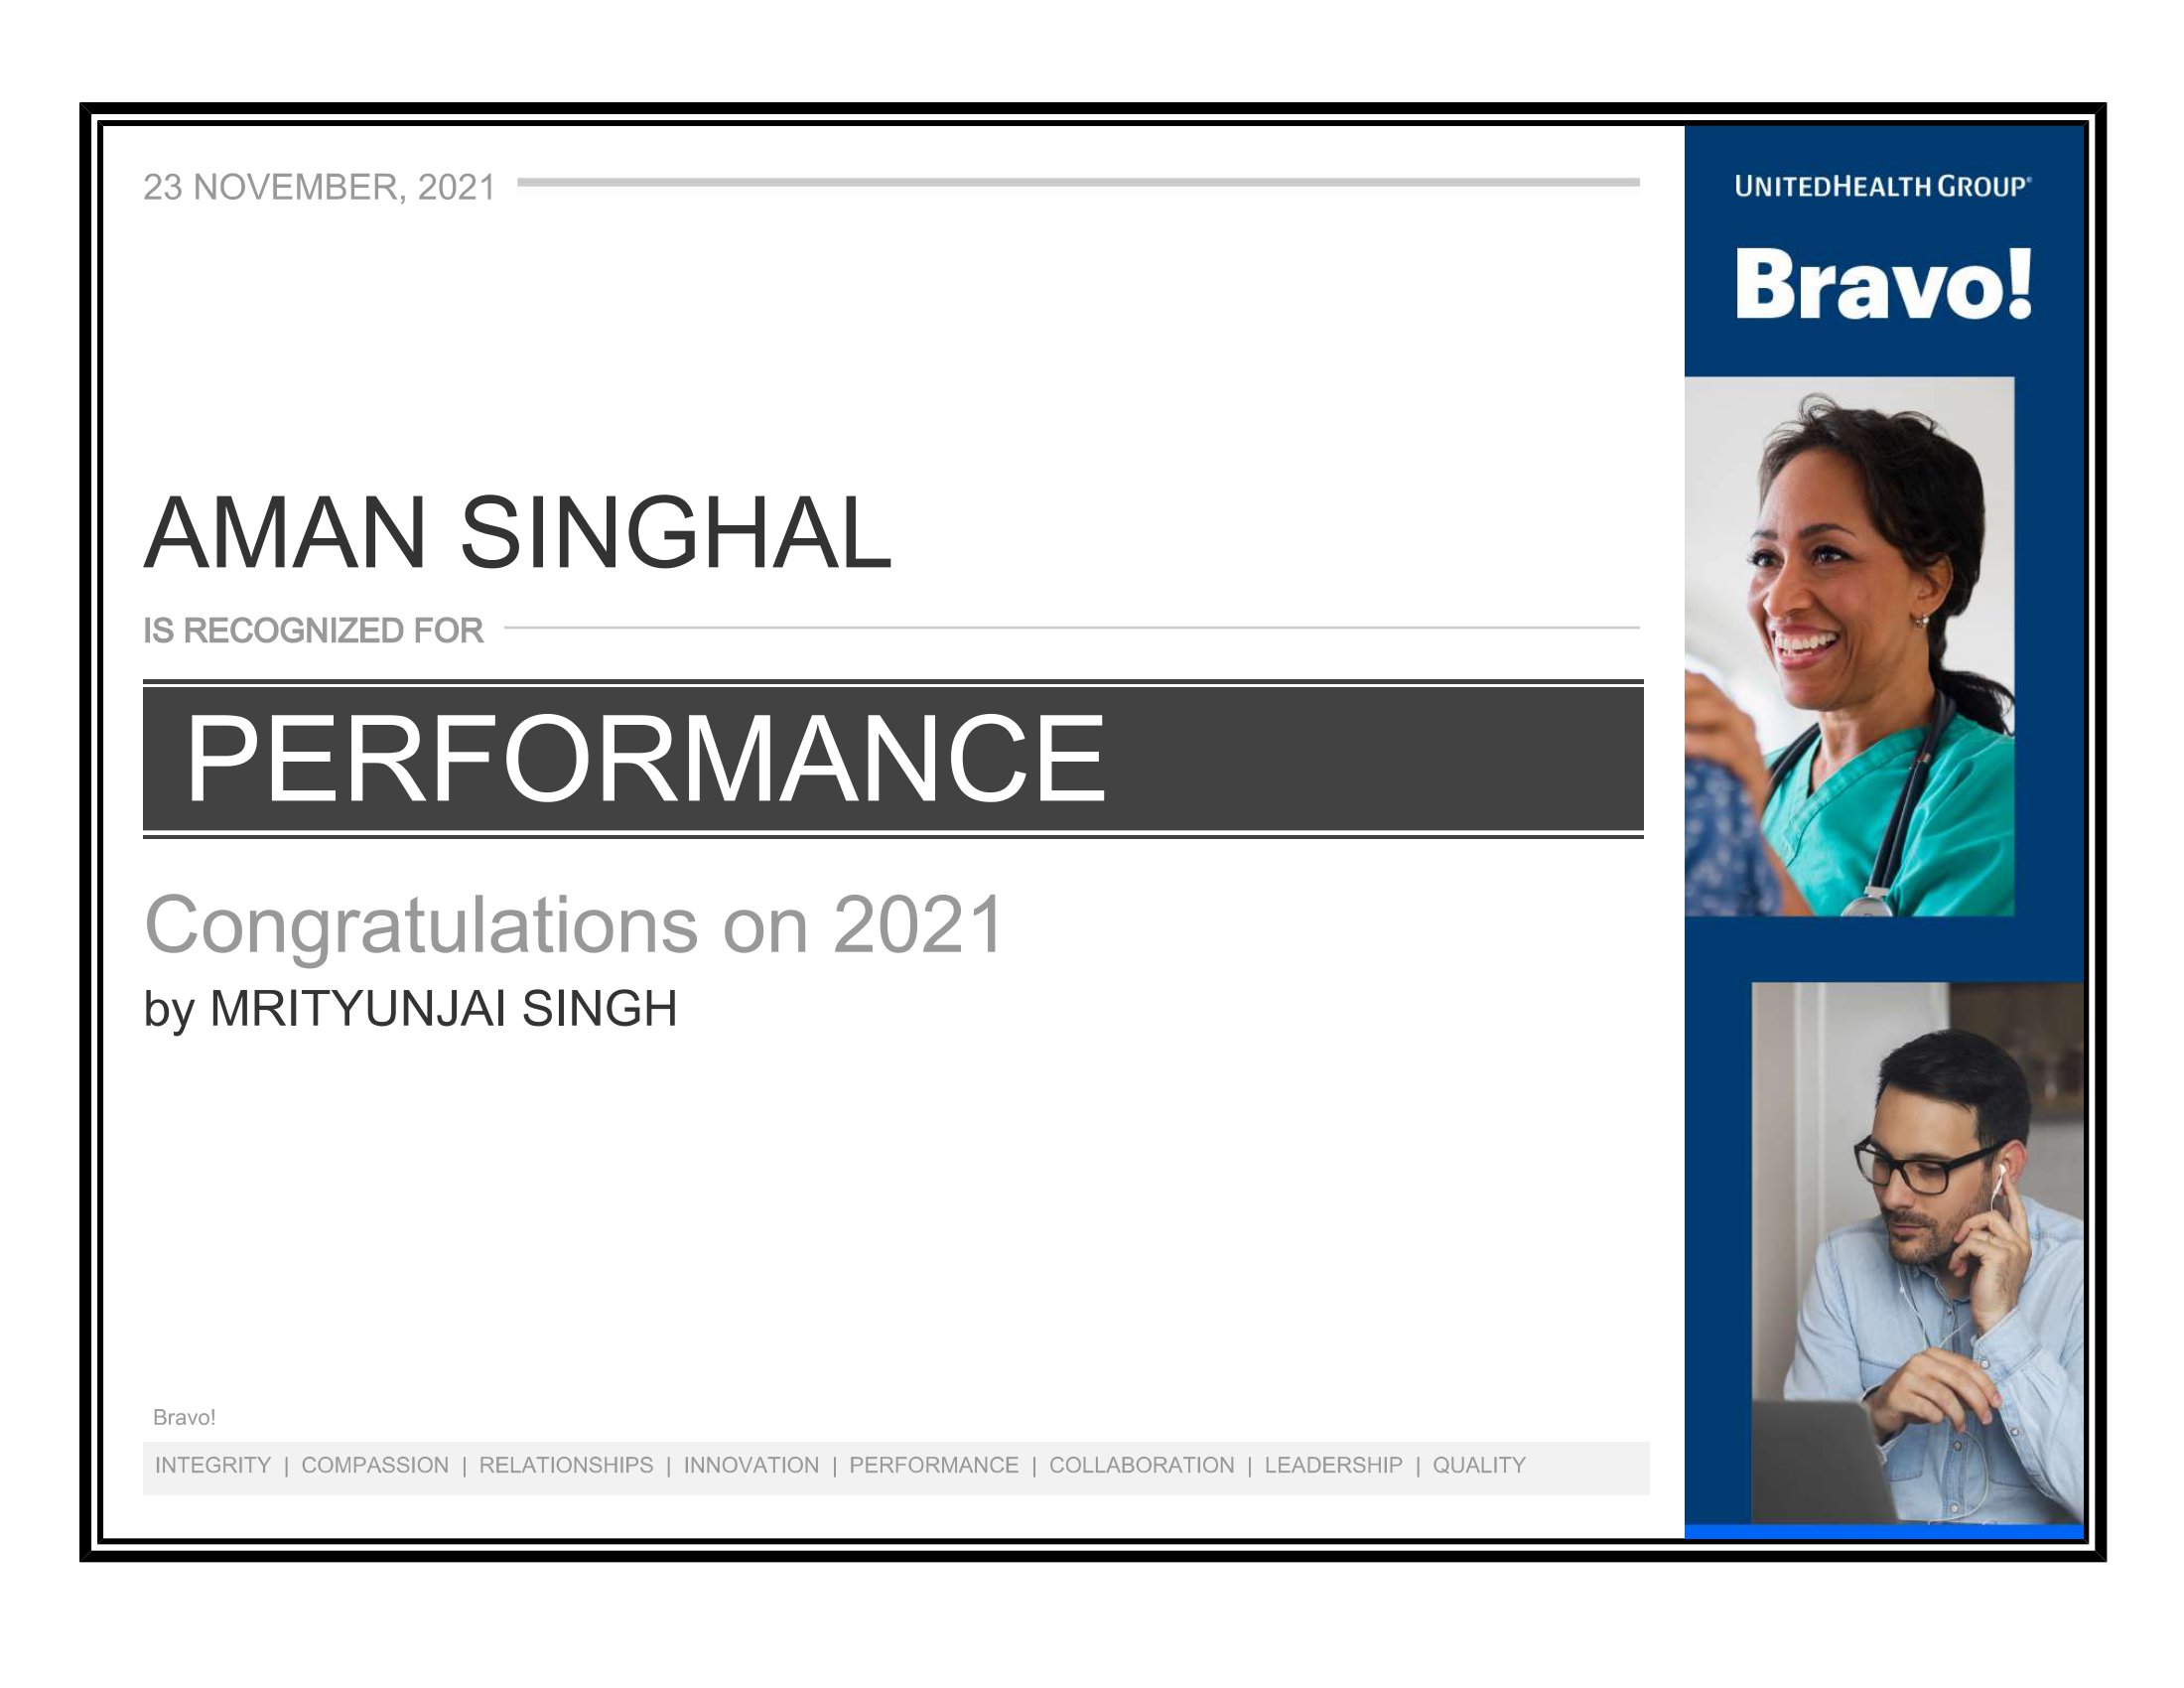 23 NOVEMBER, 2021
UNITEDHEALTH GROUP®
Bravo!
AMAN SINGHAL
IS RECOGNIZED FOR
PERFORMANCE
Congratulations on 2021
by MRITYUNJAI SINGH
Bravo!
INTEGRITY | COMPASSION | RELATIONSHIPS | INNOVATION | PERFORMANCE | COLLABORATION | LEADERSHIP | QUALITY